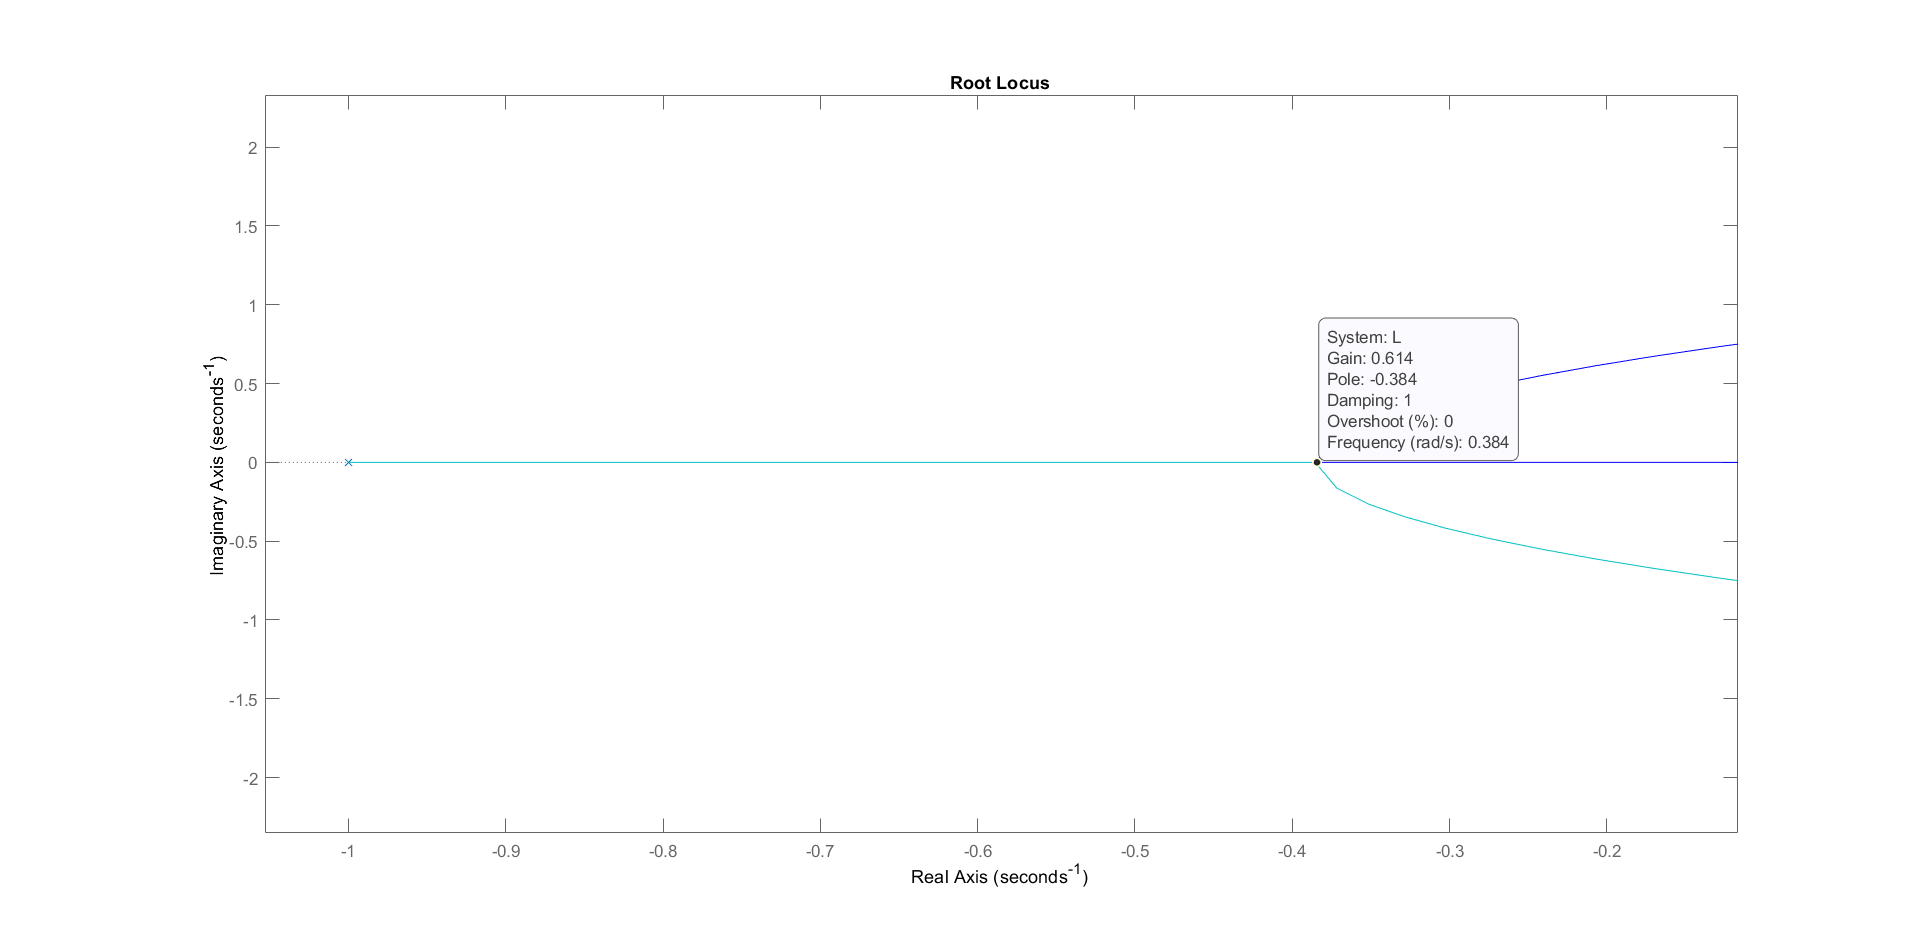 Root Locus
2
1.5
1
0.5
0
-0.5
-1
-1.5
-2
Imaginary Axis (seconds⁻¹)
System: L
Gain: 0.614
Pole: -0.384
Damping: 1
Overshoot (%): 0
Frequency (rad/s): 0.384
-1 -0.9 -0.8 -0.7 -0.6 -0.5 -0.4 -0.3 -0.2
Real Axis (seconds⁻¹)